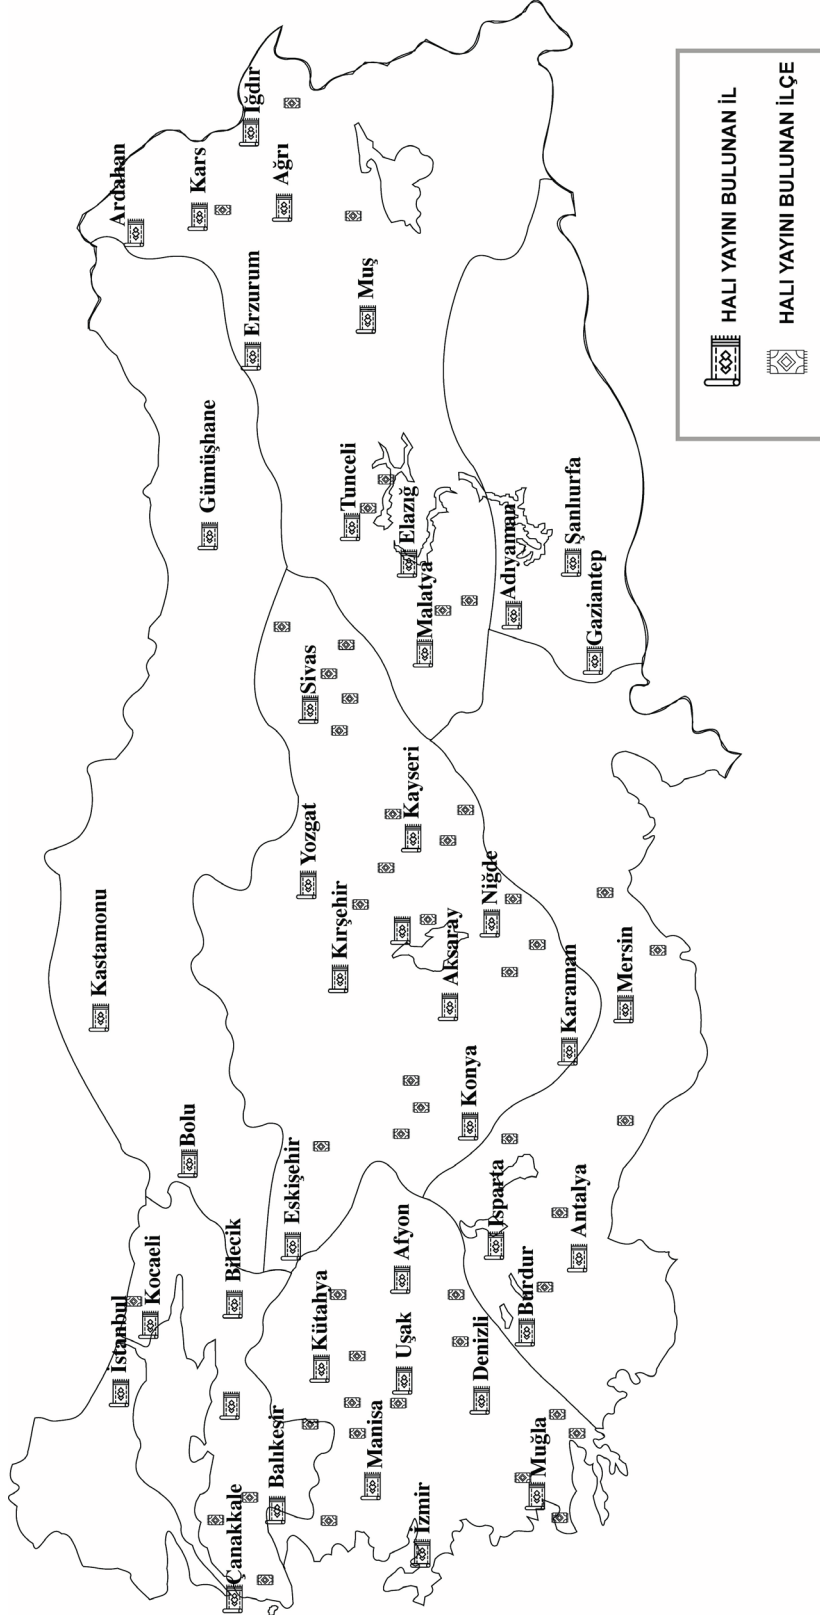 Ardahan
Kars
Iğdır
Ağrı
Erzurum
Muş
Gümüşhane
Tunceli
Elazığ
Malatya
Adıyaman
Şanlıurfa
Gaziantep
Sivas
Kayseri
Yozgat
Kırşehir
Niğde
Aksaray
Kastamonu
Karaman
Mersin
Konya
Bolu
Eskişehir
Isparta
Antalya
Afyon
Bilecik
Kocaeli
İstanbul
Kütahya
Uşak
Burdur
Denizli
Manisa
Muğla
Balıkesir
İzmir
Çanakkale
HALI YAYINI BULUNAN İL
HALI YAYINI BULUNAN İLÇE